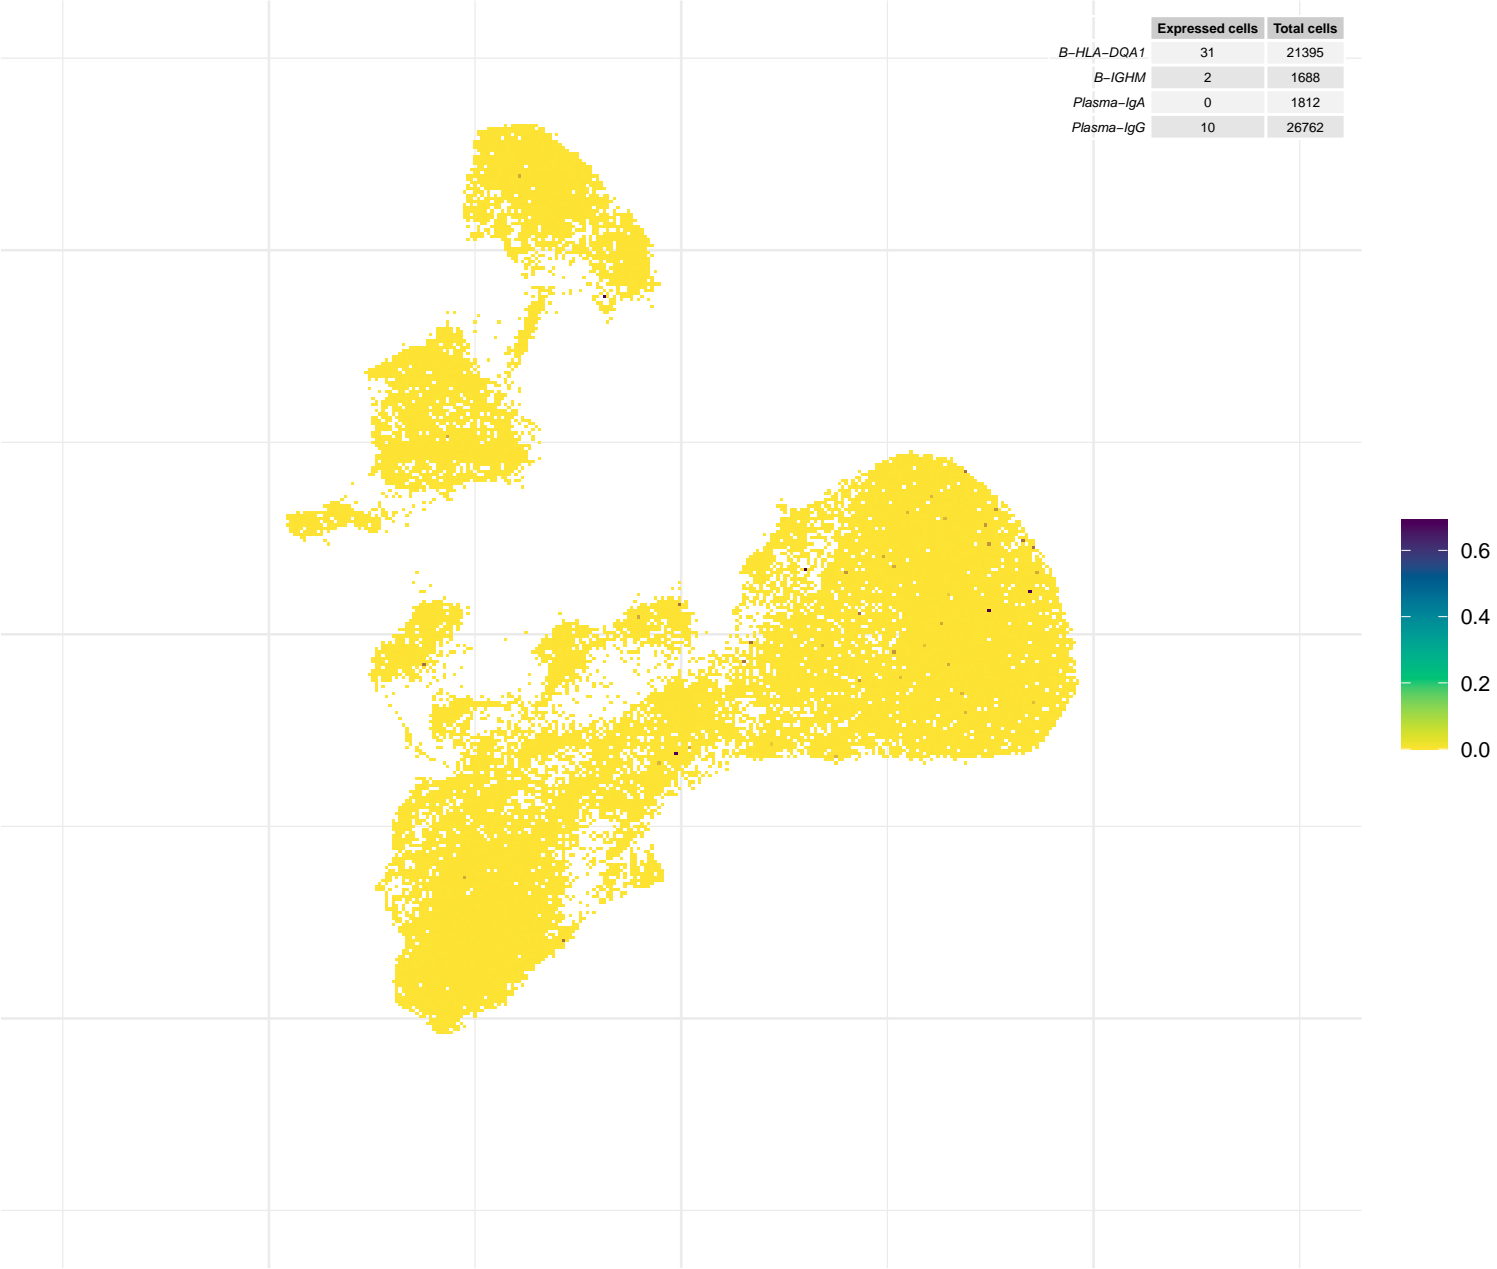 Expressed cells Total cells
B−HLA−DQA1 31 21395
B−IGHM 2 1688
Plasma−IgA 0 1812
Plasma−IgG 10 26762
0.6
0.4
0.2
0.0